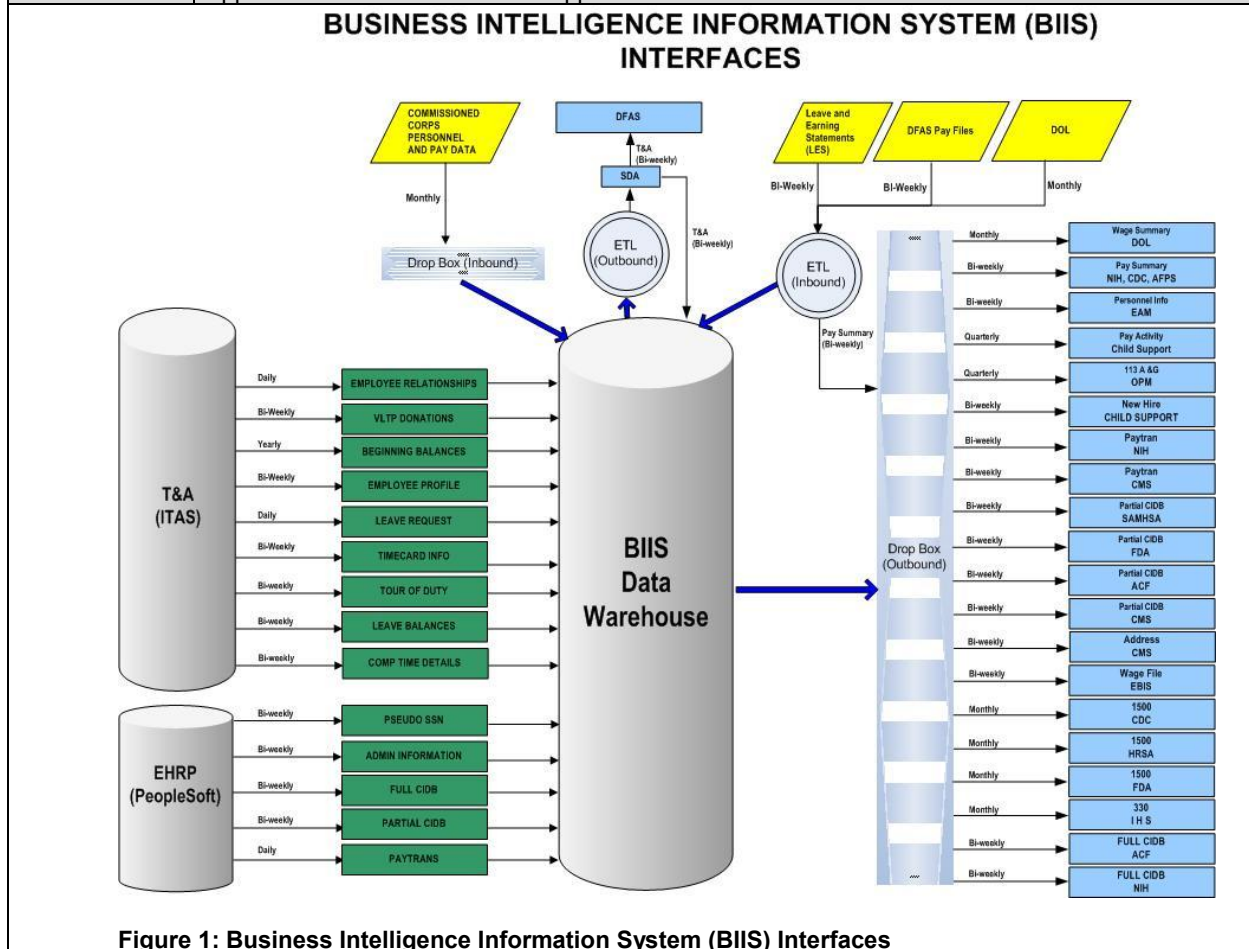 BUSINESS INTELLIGENCE INFORMATION SYSTEM (BIIS)
INTERFACES
COMMISSIONED
CORPS
PERSONNEL
AND PAY DATA
Monthly
Drop Box (Inbound)
DFAS
T&A
(Bi-weekly)
SDA
ETL
(Outbound)
T&A
(Bi-weekly)
Leave and
Earning
Statements
(LES)
DFAS Pay Files
DOL
BI-Weekly
BI-Weekly
Monthly
ETL
(Inbound)
Pay Summary
(Bi-weekly)
T&A
(ITAS)
Daily
EMPLOYEE RELATIONSHIPS
Bi-Weekly
VLTP DONATIONS
Yearly
BEGINNING BALANCES
Bi-Weekly
EMPLOYEE PROFILE
Daily
LEAVE REQUEST
Bi-Weekly
TIMECARD INFO
Bi-weekly
TOUR OF DUTY
Bi-weekly
LEAVE BALANCES
Bi-weekly
COMP TIME DETAILS
EHRP
(PeopleSoft)
Bi-weekly
PSEUDO SSN
Bi-weekly
ADMIN INFORMATION
Bi-weekly
FULL CIDB
Bi-weekly
PARTIAL CIDB
Daily
PAYTRANS
BIIS
Data
Warehouse
Drop Box
(Outbound)
Monthly
Wage Summary
DOL
Bi-weekly
Pay Summary
NIH, CDC, AFPS
Bi-weekly
Personnel Info
EAM
Quarterly
Pay Activity
Child Support
Quarterly
113 A &G
OPM
Bi-weekly
New Hire
CHILD SUPPORT
Bi-weekly
Paytran
NIH
Bi-weekly
Paytran
CMS
Bi-weekly
Partial CIDB
SAMHSA
Bi-weekly
Partial CIDB
FDA
Bi-weekly
Partial CIDB
ACF
Bi-weekly
Partial CIDB
CMS
Bi-weekly
Address
CMS
Bi-weekly
Wage File
EBIS
Monthly
1500
CDC
Monthly
1500
HRSA
Monthly
1500
FDA
Monthly
330
I H S
Bi-weekly
FULL CIDB
ACF
Bi-weekly
FULL CIDB
NIH
Figure 1: Business Intelligence Information System (BIIS) Interfaces